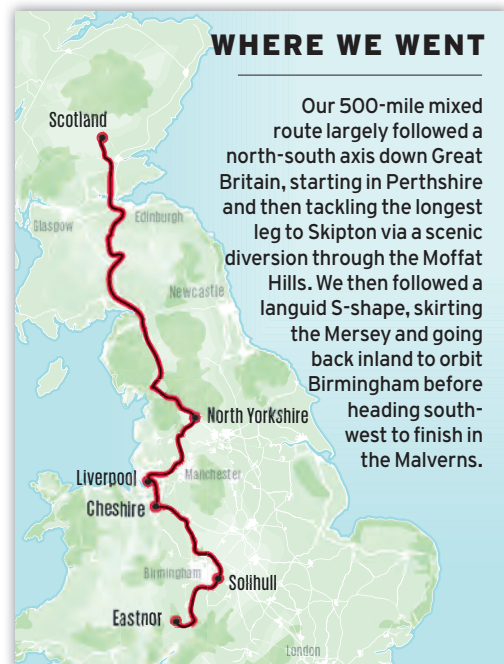 WHERE WE WENT
Our 500-mile mixed
route largely followed a
north-south axis down Great
Britain, starting in Perthshire
and then tackling the longest
leg to Skipton via a scenic
diversion through the Moffat
Hills. We then followed a
languid S-shape, skirting
the Mersey and going
back inland to orbit
Birmingham before
heading south-
west to finish in
the Malverns.
Scotland
Glasgow
Edinburgh
Newcastle
North Yorkshire
Liverpool
Manchester
Cheshire
Birmingham
Solihull
Eastnor
London